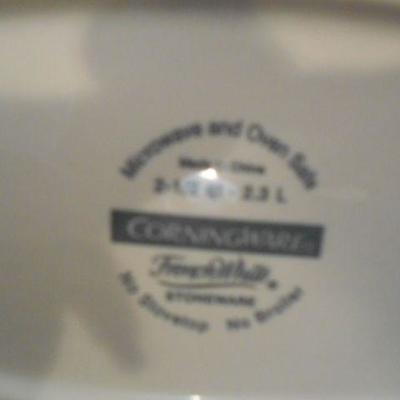 Microwave and Oven Safe
Made in China
2-1/2 qt - 2.3 L
CORNINGWARE®
French White®
STONEWARE
No Stovetop No Broiler